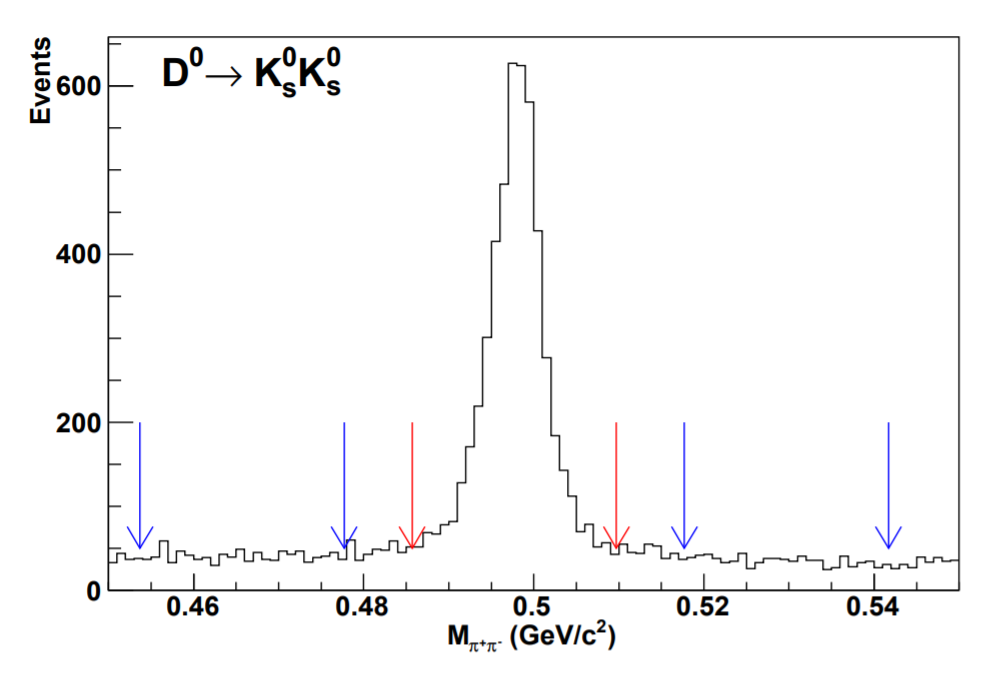 D⁰→ K⁰ₛK⁰ₛ
Events
600
400
200
0
0.46 0.48 0.5 0.52 0.54
M_π⁺π⁻ (GeV/c²)